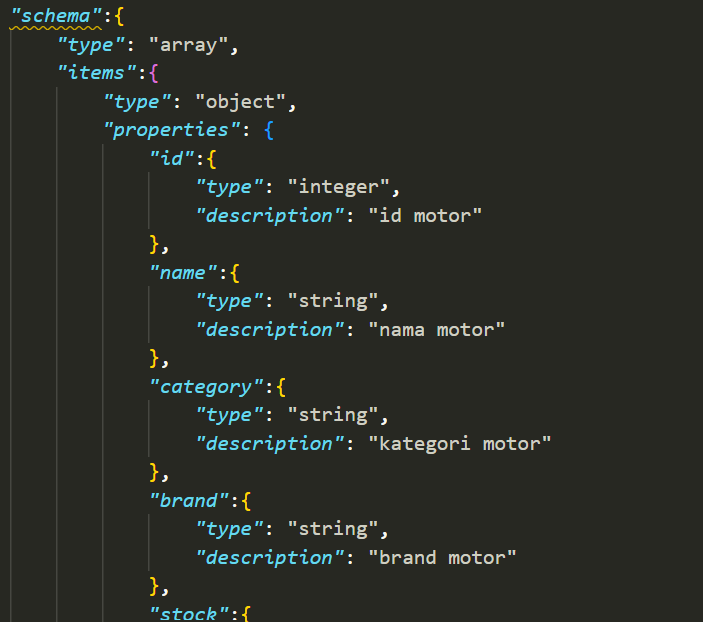 "schema":{
"type": "array",
"items":{
"type": "object",
"properties": {
"id":{
"type": "integer",
"description": "id motor"
},
"name":{
"type": "string",
"description": "nama motor"
},
"category":{
"type": "string",
"description": "kategori motor"
},
"brand":{
"type": "string",
"description": "brand motor"
},
"stock":{